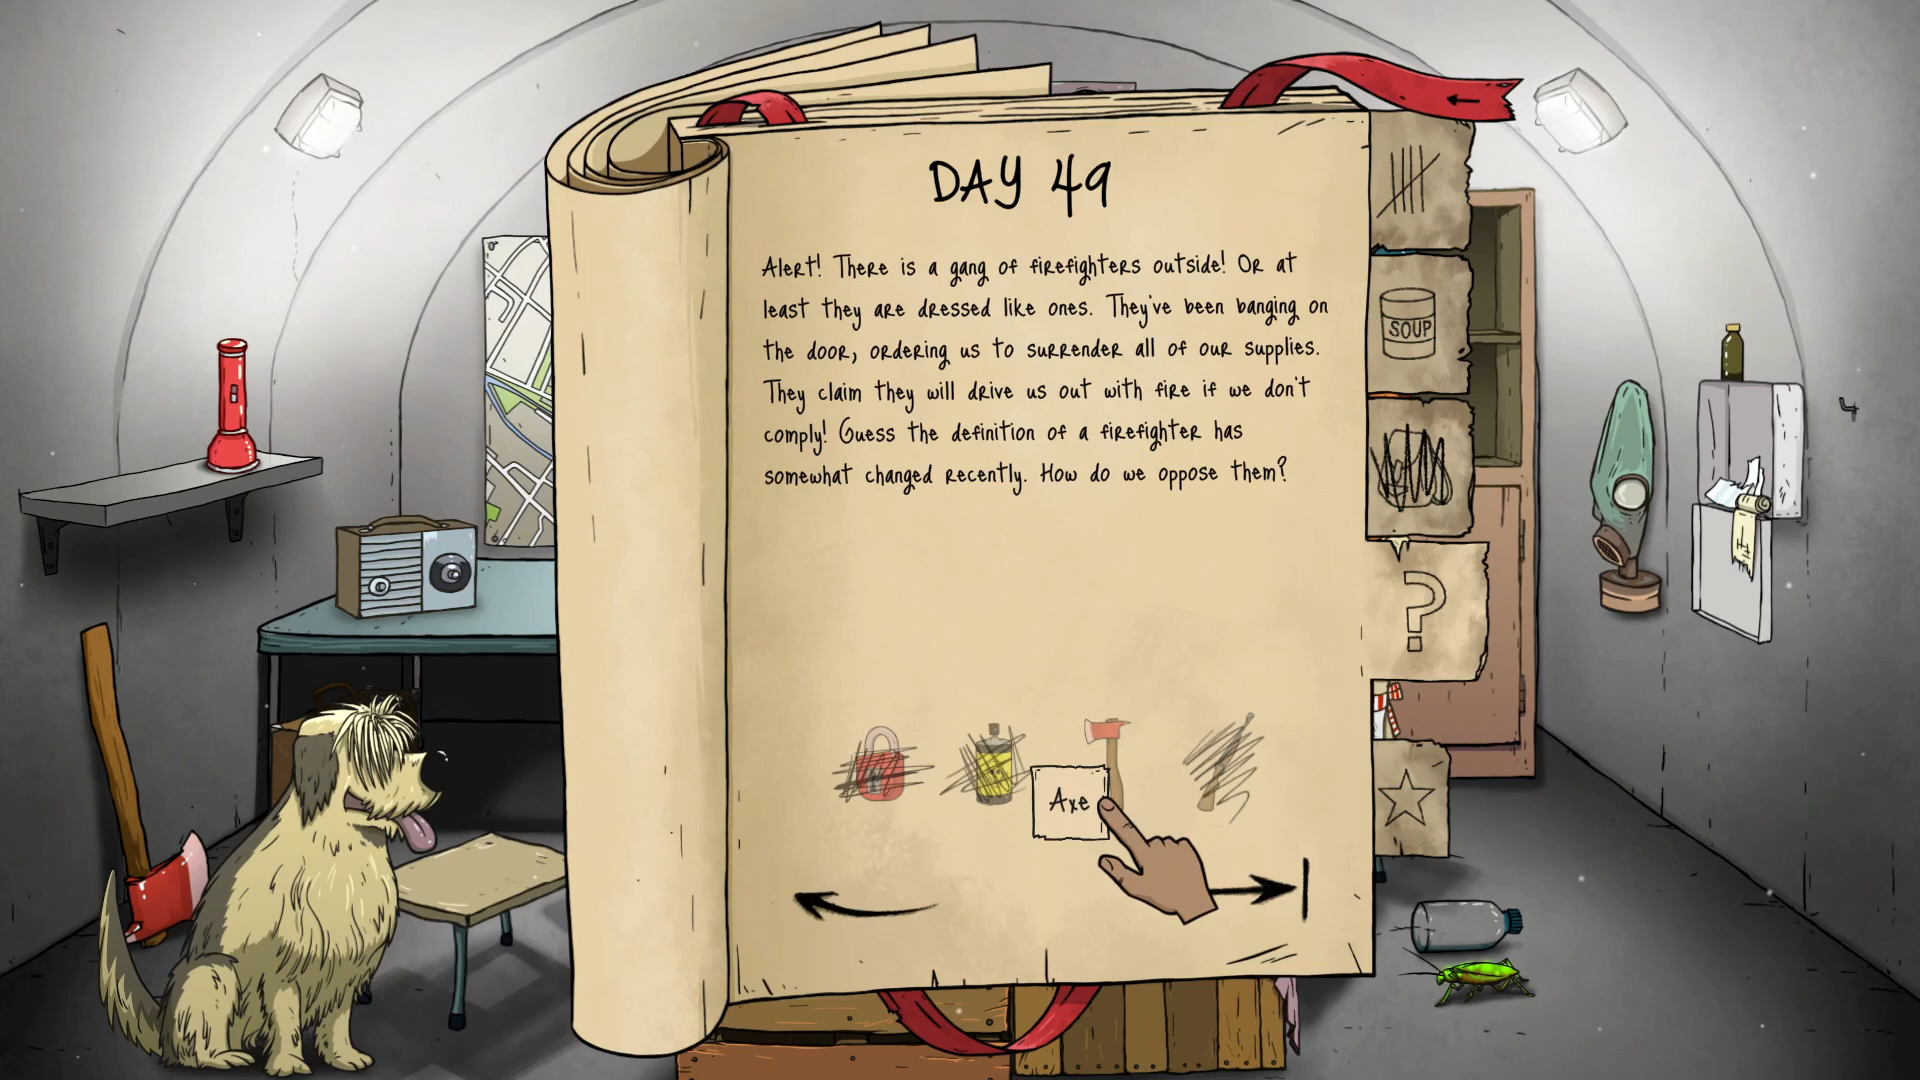 DAY 49
Alert! There is a gang of firefighters outside! Or at
least they are dressed like ones. They've been banging on
the door, ordering us to surrender all of our supplies.
They claim they will drive us out with fire if we don't
comply! Guess the definition of a firefighter has
somewhat changed recently. How do we oppose them?
SOUP
?
Axe